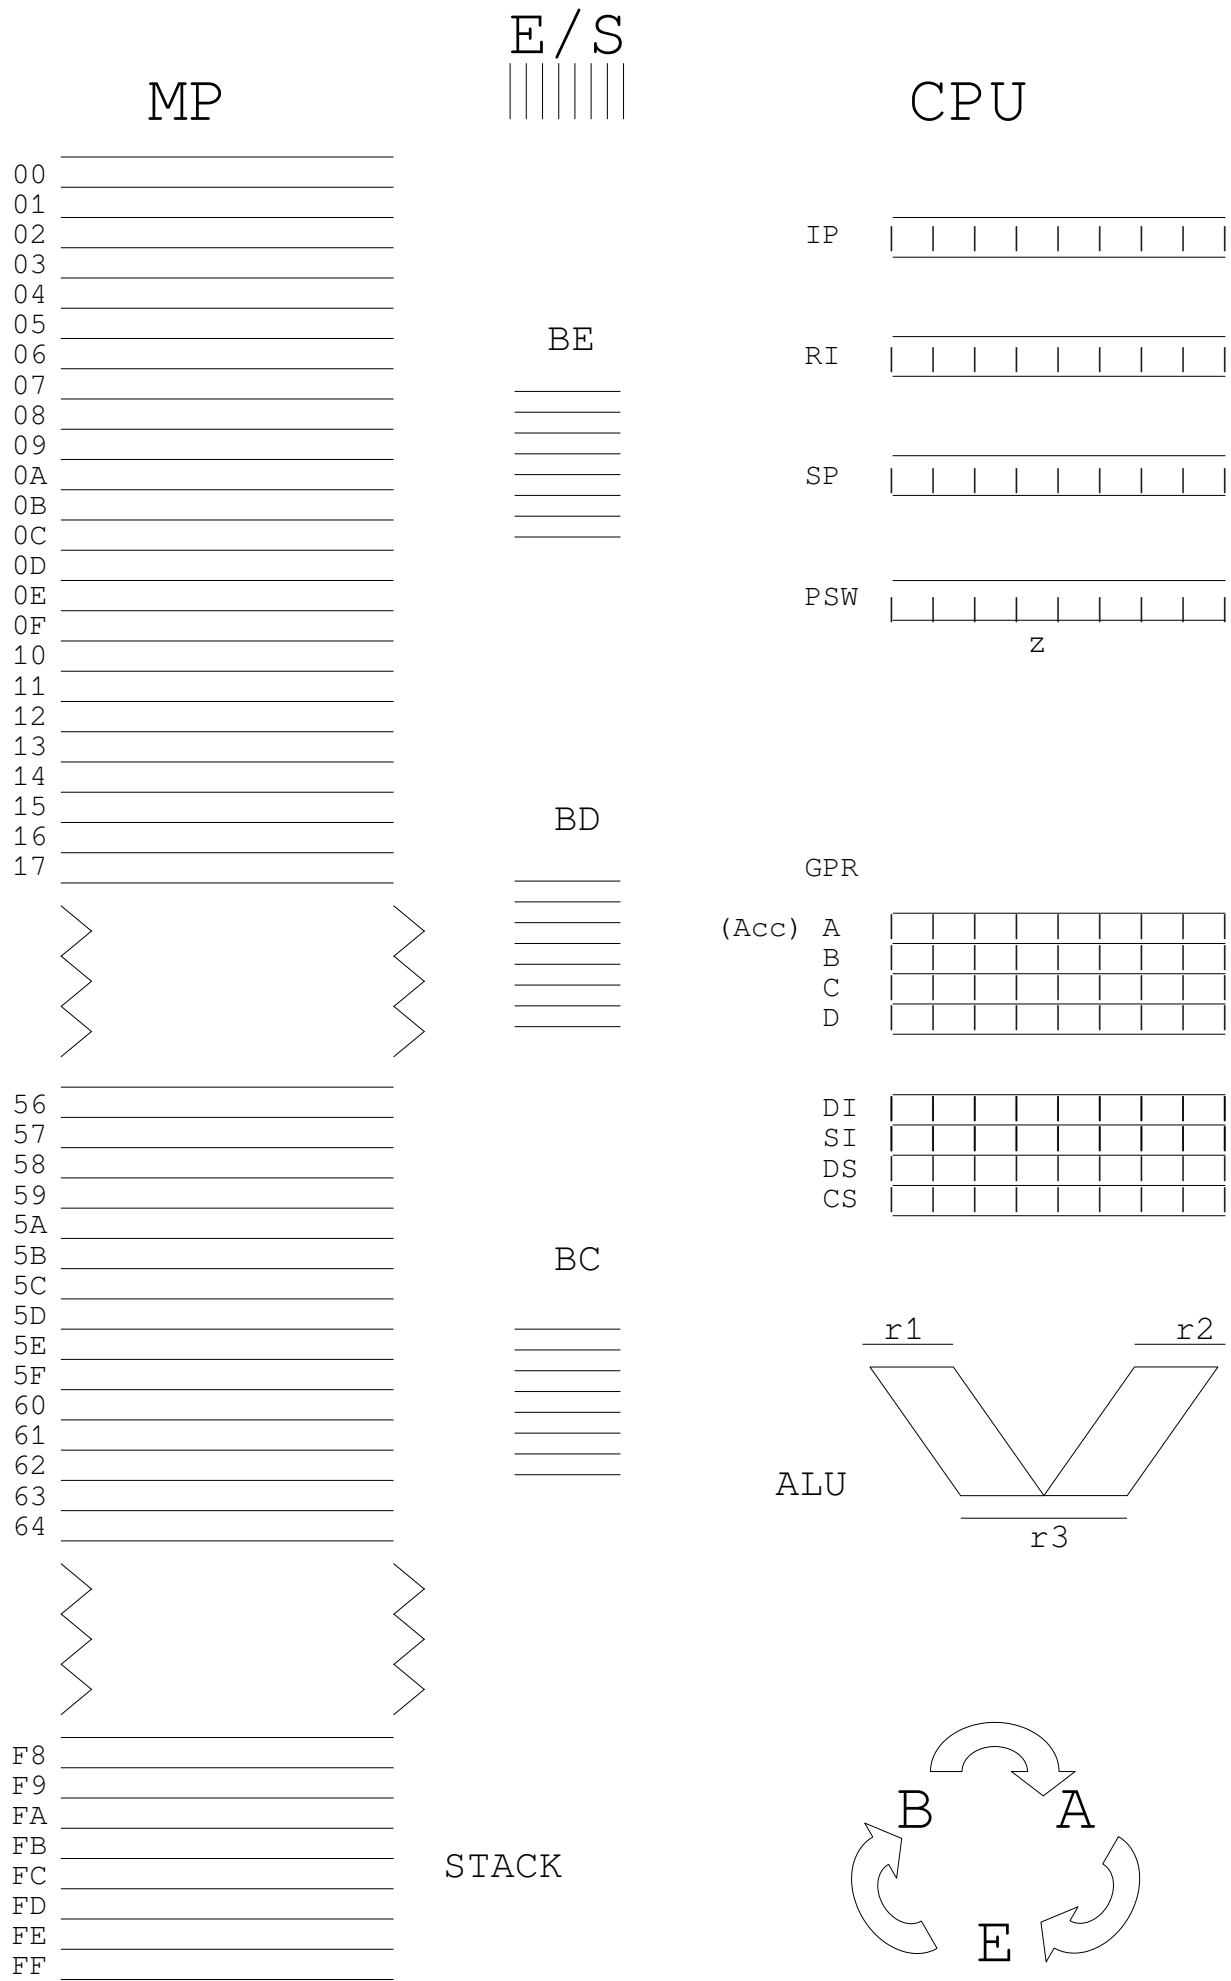 E/S
MP
CPU
00
01
02
03
04
05
06
07
08
09
0A
0B
0C
0D
0E
0F
10
11
12
13
14
15
16
17
56
57
58
59
5A
5B
5C
5D
5E
5F
60
61
62
63
64
F8
F9
FA
FB
FC
FD
FE
FF
STACK
BE
BD
BC
IP
RI
SP
PSW
z
GPR
(Acc) A
B
C
D
DI
SI
DS
CS
r1 r2
ALU
r3
B A
E